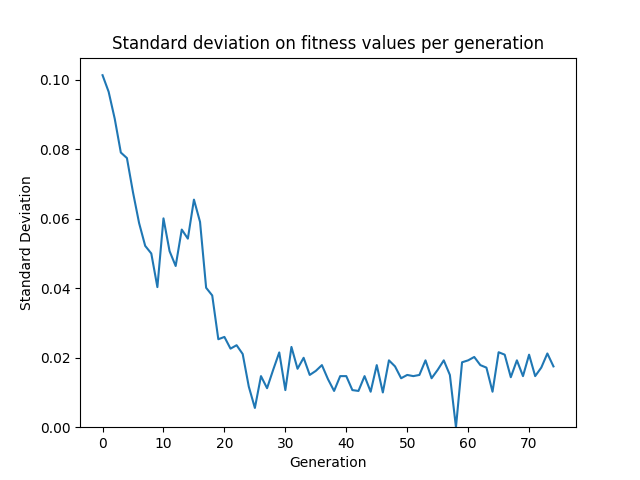 Standard deviation on fitness values per generation
0.10
0.08
0.06
0.04
0.02
0.00
Standard Deviation
0 10 20 30 40 50 60 70
Generation